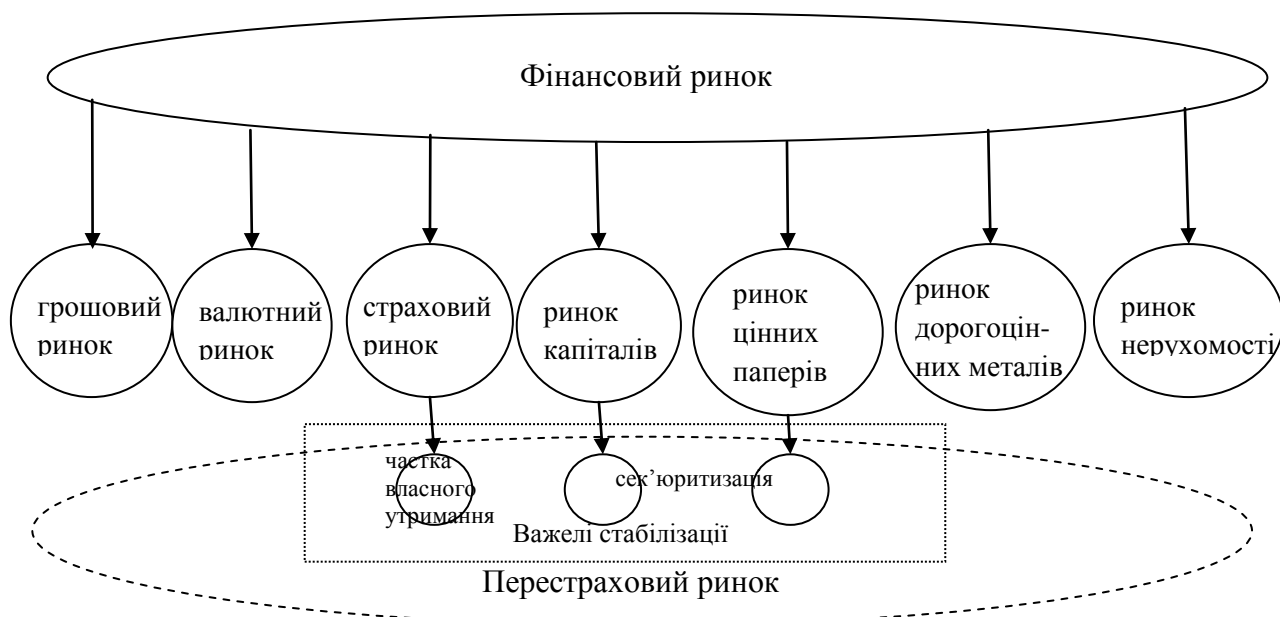 Фінансовий ринок
грошовий
ринок
валютний
ринок
страховий
ринок
ринок
капіталів
ринок
цінних
паперів
ринок
дорогоцін-
них металів
ринок
нерухомості
частка
власного
утримання
сек’юритизація
Важелі стабілізації
Перестраховий ринок